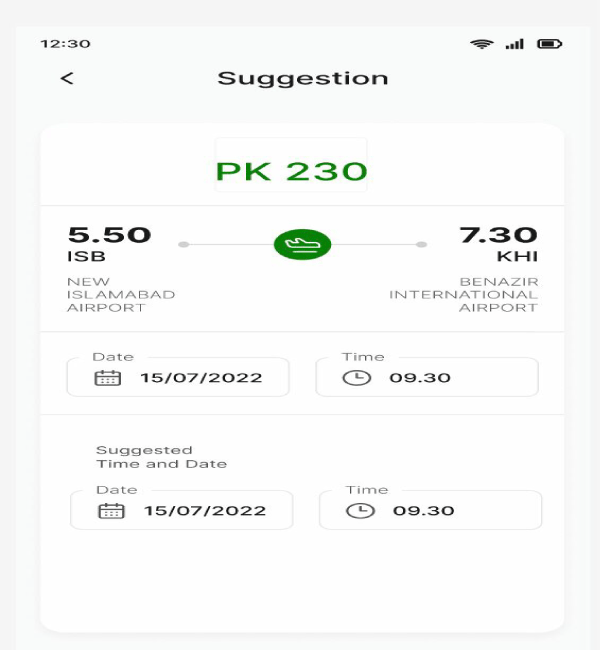 12:30
Suggestion
PK 230
5.50
7.30
ISB
KHI
NEW
ISLAMABAD
AIRPORT
BENAZIR
INTERNATIONAL
AIRPORT
Date
Time
15/07/2022
09.30
Suggested
Time and Date
Date
Time
15/07/2022
09.30